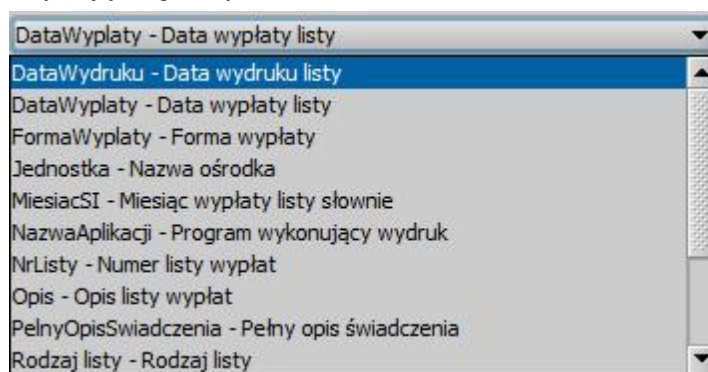 DataWyplaty - Data wypłaty listy
DataWydruku - Data wydruku listy
DataWyplaty - Data wypłaty listy
FormaWyplaty - Forma wypłaty
Jednostka - Nazwa ośrodka
MiesiacSl - Miesiąc wypłaty listy słownie
NazwaAplikacji - Program wykonujący wydruk
NrListy - Numer listy wypłat
Opis - Opis listy wypłat
PelnyOpisSwiadczenia - Pełny opis świadczenia
Rodzaj listy - Rodzaj listy